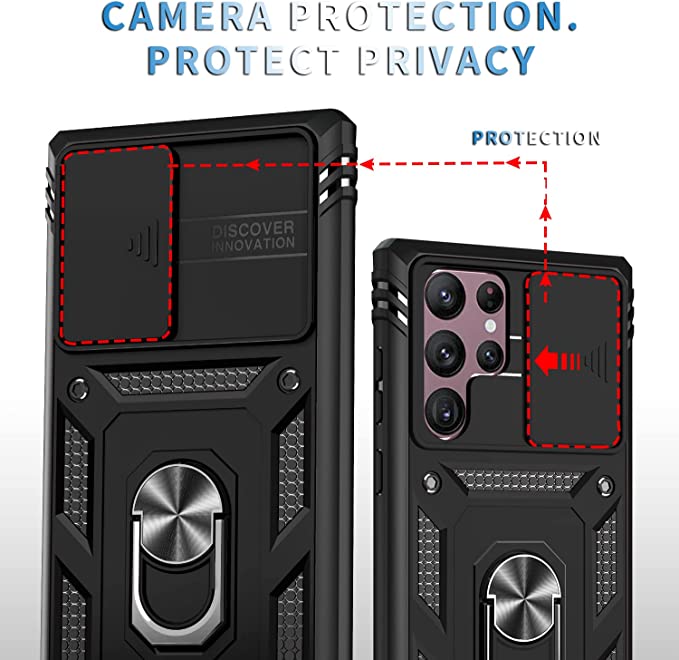 CAMERA PROTECTION.
PROTECT PRIVACY
PROTECTION
DISCOVER
INNOVATION